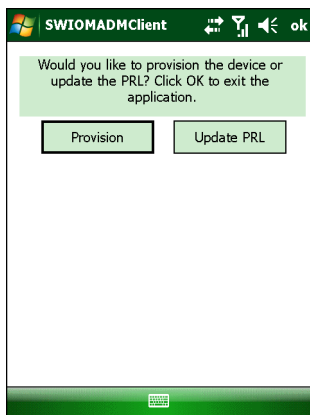 SWIOMADMClient ok
Would you like to provision the device or
update the PRL? Click OK to exit the
application.
Provision Update PRL